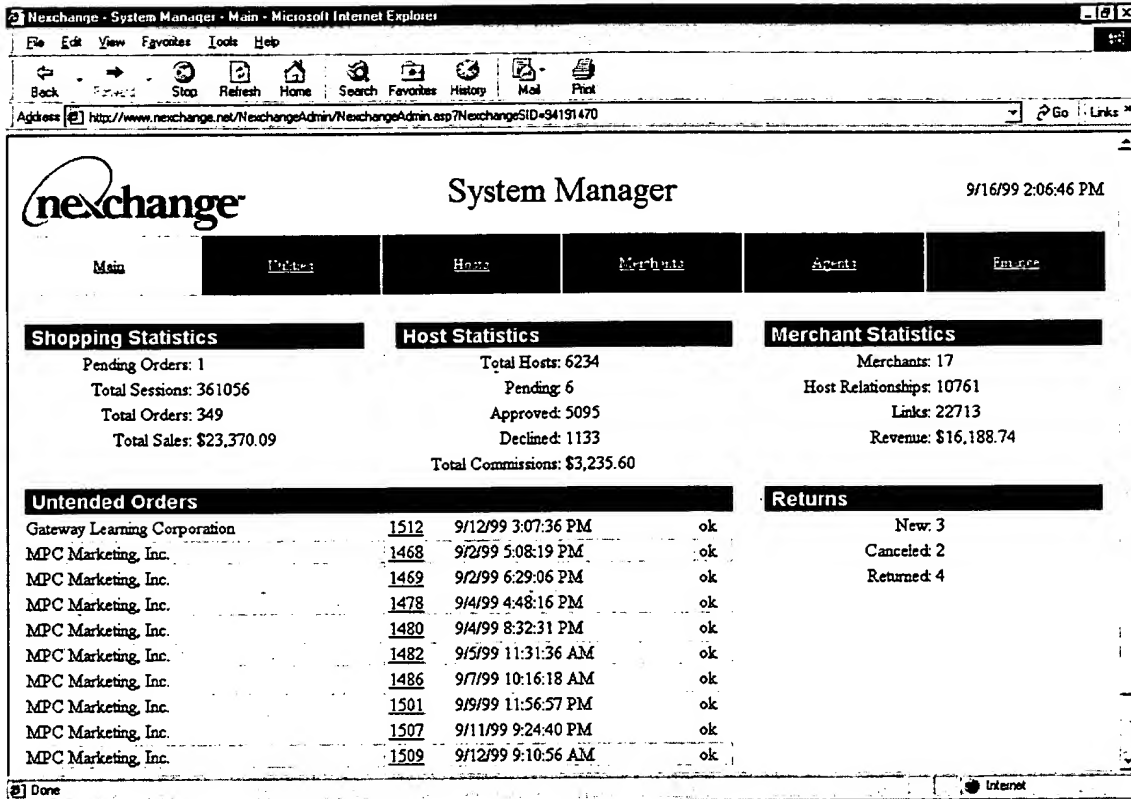 Nexchange - System Manager - Main - Microsoft Internet Explorer
File Edit View Favorites Tools Help
Back Forward Stop Refresh Home Search Favorites History Mail Print
Address http://www.nexchange.net/NexchangeAdmin/NexchangeAdmin.asp?NexchangeSID=94191470 Go Links »
nexchange
System Manager
9/16/99 2:06:46 PM
Main Utilities Hosts Merchants Agents Finance
Shopping Statistics
Pending Orders: 1
Total Sessions: 361056
Total Orders: 349
Total Sales: $23,370.09
Host Statistics
Total Hosts: 6234
Pending: 6
Approved: 5095
Declined: 1133
Total Commissions: $3,235.60
Merchant Statistics
Merchants: 17
Host Relationships: 10761
Links: 22713
Revenue: $16,188.74
Untended Orders
Gateway Learning Corporation 1512 9/12/99 3:07:36 PM ok
MPC Marketing, Inc. 1468 9/2/99 5:08:19 PM ok
MPC Marketing, Inc. 1469 9/2/99 6:29:06 PM ok
MPC Marketing, Inc. 1478 9/4/99 4:48:16 PM ok
MPC Marketing, Inc. 1480 9/4/99 8:32:31 PM ok
MPC Marketing, Inc. 1482 9/5/99 11:31:36 AM ok
MPC Marketing, Inc. 1486 9/7/99 10:16:18 AM ok
MPC Marketing, Inc. 1501 9/9/99 11:56:57 PM ok
MPC Marketing, Inc. 1507 9/11/99 9:24:40 PM ok
MPC Marketing, Inc. 1509 9/12/99 9:10:56 AM ok
Returns
New: 3
Canceled: 2
Returned: 4
Done
Internet